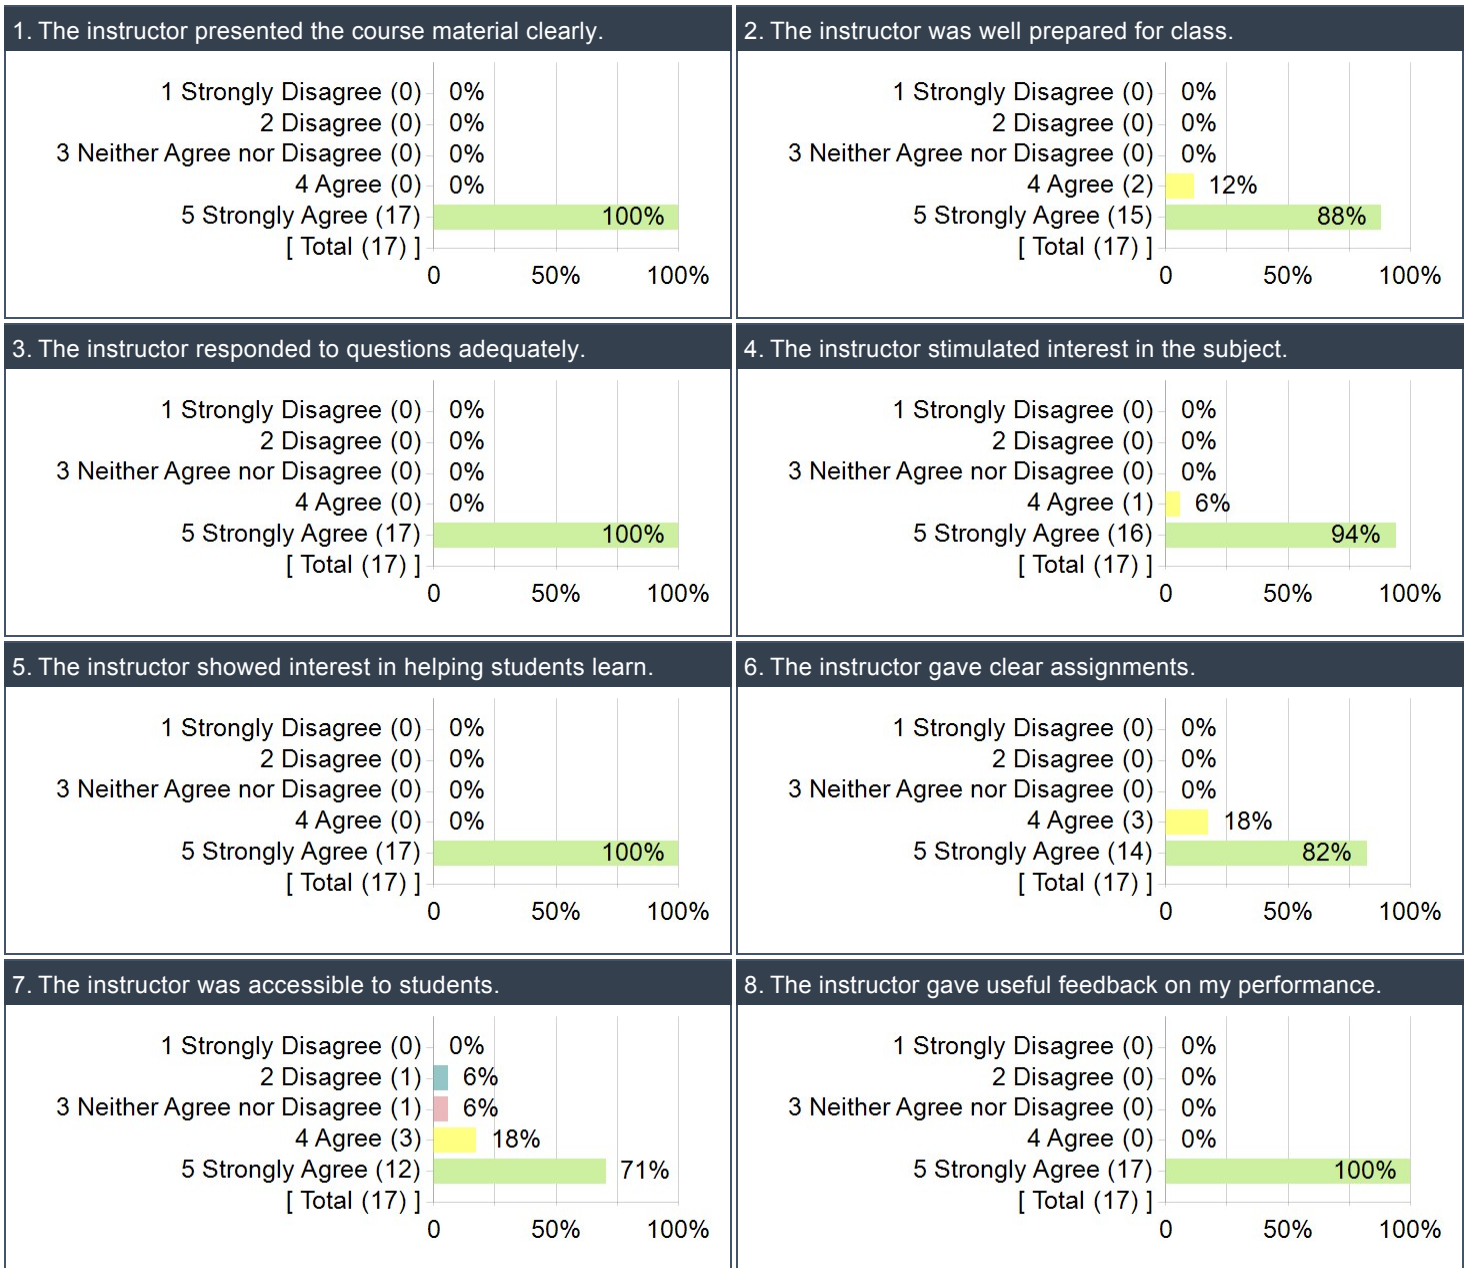 1. The instructor presented the course material clearly.
1 Strongly Disagree (0) 0%
2 Disagree (0) 0%
3 Neither Agree nor Disagree (0) 0%
4 Agree (0) 0%
5 Strongly Agree (17) 100%
[ Total (17) ]
0 50% 100%
2. The instructor was well prepared for class.
1 Strongly Disagree (0) 0%
2 Disagree (0) 0%
3 Neither Agree nor Disagree (0) 0%
4 Agree (2) 12%
5 Strongly Agree (15) 88%
[ Total (17) ]
0 50% 100%
3. The instructor responded to questions adequately.
1 Strongly Disagree (0) 0%
2 Disagree (0) 0%
3 Neither Agree nor Disagree (0) 0%
4 Agree (0) 0%
5 Strongly Agree (17) 100%
[ Total (17) ]
0 50% 100%
4. The instructor stimulated interest in the subject.
1 Strongly Disagree (0) 0%
2 Disagree (0) 0%
3 Neither Agree nor Disagree (0) 0%
4 Agree (1) 6%
5 Strongly Agree (16) 94%
[ Total (17) ]
0 50% 100%
5. The instructor showed interest in helping students learn.
1 Strongly Disagree (0) 0%
2 Disagree (0) 0%
3 Neither Agree nor Disagree (0) 0%
4 Agree (0) 0%
5 Strongly Agree (17) 100%
[ Total (17) ]
0 50% 100%
6. The instructor gave clear assignments.
1 Strongly Disagree (0) 0%
2 Disagree (0) 0%
3 Neither Agree nor Disagree (0) 0%
4 Agree (3) 18%
5 Strongly Agree (14) 82%
[ Total (17) ]
0 50% 100%
7. The instructor was accessible to students.
1 Strongly Disagree (0) 0%
2 Disagree (1) 6%
3 Neither Agree nor Disagree (1) 6%
4 Agree (3) 18%
5 Strongly Agree (12) 71%
[ Total (17) ]
0 50% 100%
8. The instructor gave useful feedback on my performance.
1 Strongly Disagree (0) 0%
2 Disagree (0) 0%
3 Neither Agree nor Disagree (0) 0%
4 Agree (0) 0%
5 Strongly Agree (17) 100%
[ Total (17) ]
0 50% 100%